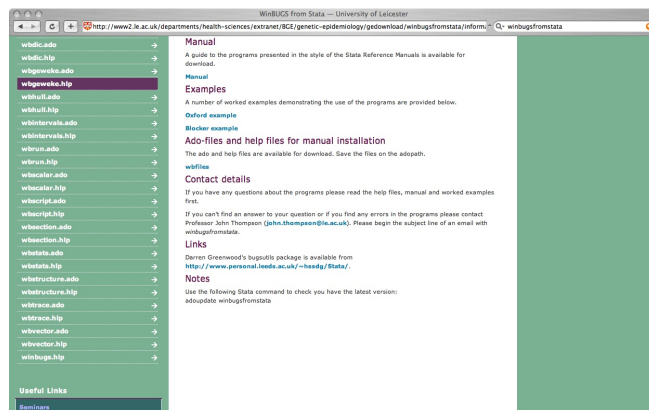 WinBUGS from Stata — University of Leicester
http://www2.le.ac.uk/departments/health-sciences/extranet/BGE/genetic-epidemiology/gedownload/winbugsfromstata/informa
winbugsfromstata
wbdic.ado
wbdic.hlp
wbgeweke.ado
wbgeweke.hlp
wbhull.ado
wbhull.hlp
wbintervals.ado
wbintervals.hlp
wbrun.ado
wbrun.hlp
wbscalar.ado
wbscalar.hlp
wbscript.ado
wbscript.hlp
wbsection.ado
wbsection.hlp
wbstats.ado
wbstats.hlp
wbstructure.ado
wbstructure.hlp
wbtrace.ado
wbtrace.hlp
wbvector.ado
wbvector.hlp
winbugs.hlp
Useful Links
Seminars
Manual
A guide to the programs presented in the style of the Stata Reference Manuals is available for
download.
Manual
Examples
A number of worked examples demonstrating the use of the programs are provided below.
Oxford example
Blocker example
Ado-files and help files for manual installation
The ado and help files are available for download. Save the files on the adopath.
wbfiles
Contact details
If you have any questions about the programs please read the help files, manual and worked examples
first.
If you can't find an answer to your question or if you find any errors in the programs please contact
Professor John Thompson (john.thompson@le.ac.uk). Please begin the subject line of an email with
winbugsfromstata.
Links
Darren Greenwood's bugsutils package is available from
http://www.personal.leeds.ac.uk/~hssdg/Stata/.
Notes
Use the following Stata command to check you have the latest version:
adoupdate winbugsfromstata